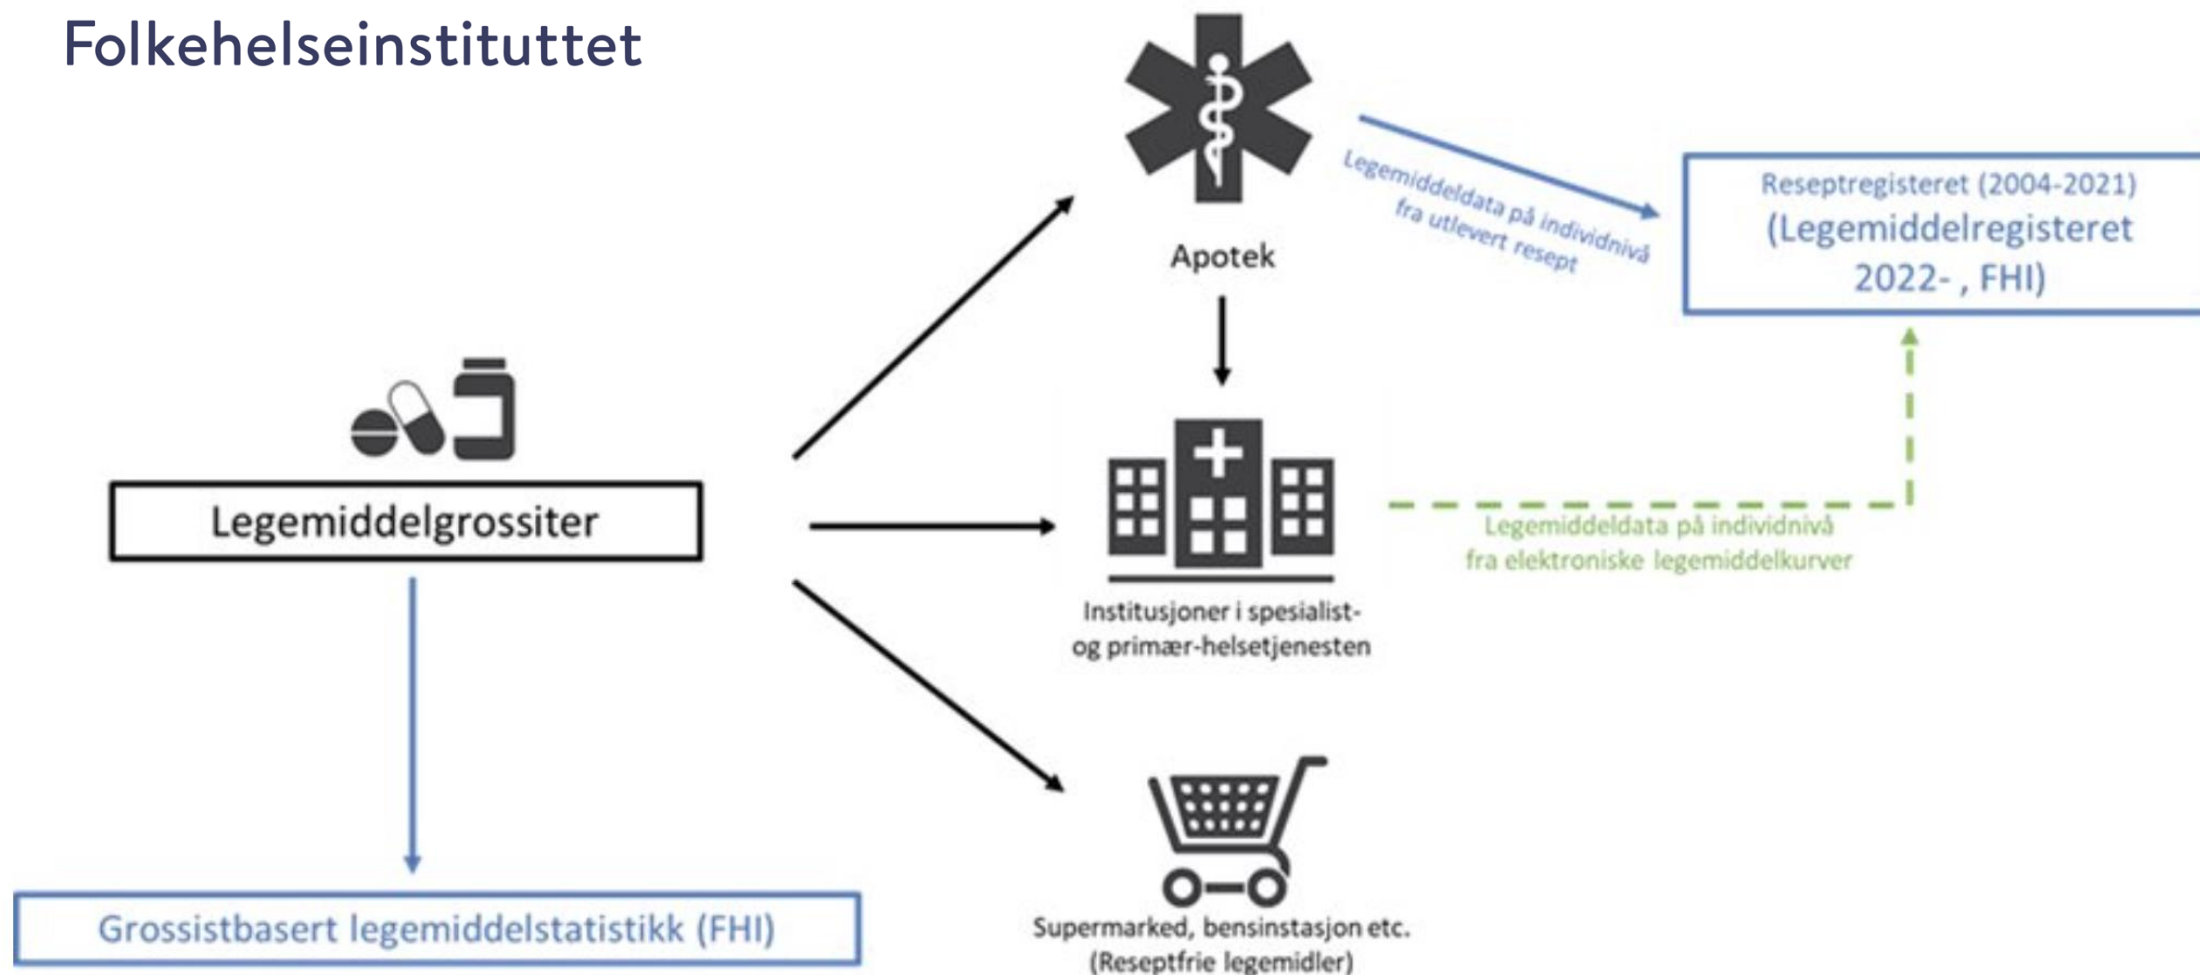 Folkehelseinstituttet
Apotek
Legemiddeldata på individnivå
fra utlevert resept
Reseptregisteret (2004-2021)
(Legemiddelregisteret
2022- , FHI)
Legemiddelgrossiter
Institusjoner i spesialist-
og primær-helsetjenesten
Legemiddeldata på individnivå
fra elektroniske legemiddelkurver
Grossistbasert legemiddelstatistikk (FHI)
Supermarked, bensinstasjon etc.
(Reseptfrie legemidler)